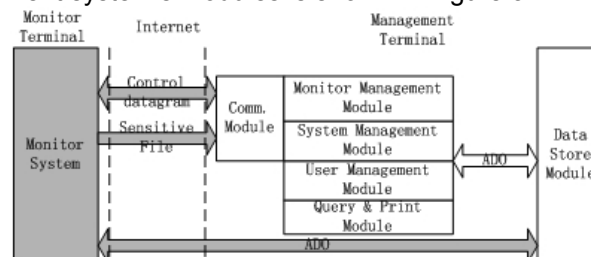 Monitor
Terminal
Internet
Management
Terminal
Control
datagram
Sensitive
File
Monitor
System
Comm.
Module
Monitor Management
Module
System Management
Module
User Management
Module
Query & Print
Module
ADO
Data
Store
Module
ADO